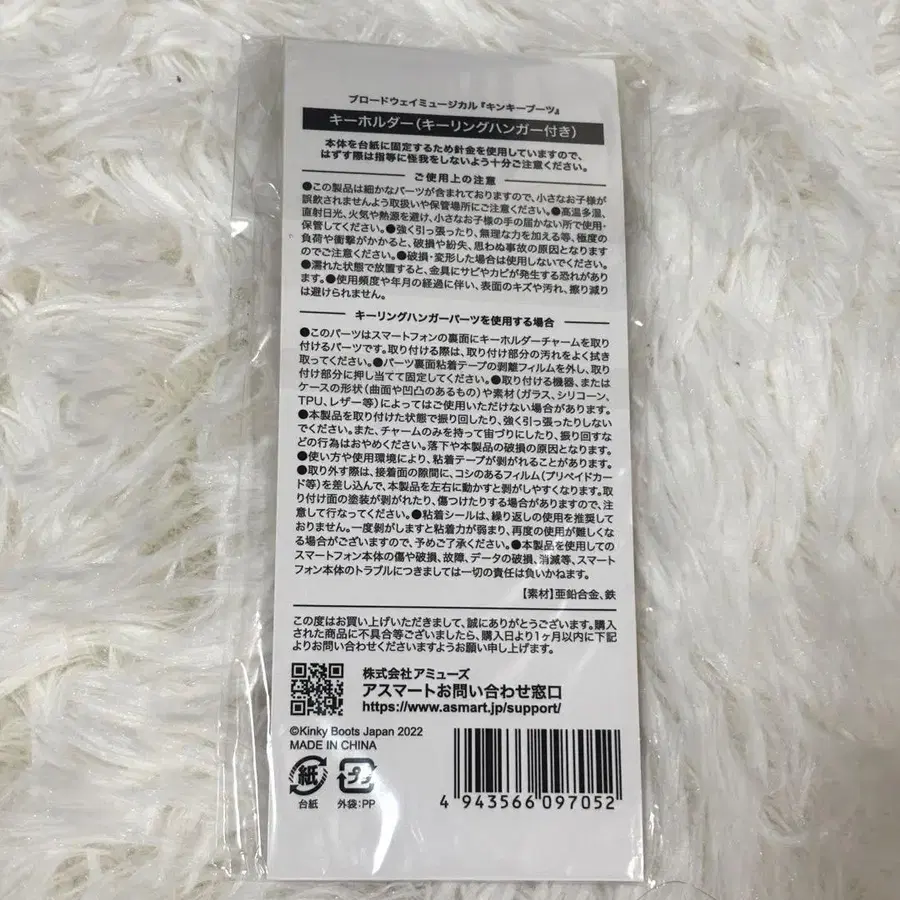 ブロードウェイミュージカル『キンキーブーツ』
キーホルダー(キーリングハンガー付き)
本体を台紙に固定するため針金を使用していますので、
はずす際は指等に怪我をしないよう十分ご注意ください。
ご使用上の注意
●この製品は細かなパーツが含まれておりますので、小さなお子様が
誤飲されませんよう取扱いや保管場所にご注意ください。●高温多湿、
直射日光、火気や熱源を避け、小さなお子様の手の届かない所で使用・
保管してください。●強く引っ張ったり、無理な力を加える等、極度の
負荷や衝撃がかかると、破損や紛失、思わぬ事故の原因となります
のでご注意ください。●破損・変形した場合は使用しないでください。
●濡れた状態で放置すると、金具にサビやカビが発生する恐れがあり
ます。●使用頻度や年月の経過に伴い、表面のキズや汚れ、擦り減り
は避けられません。
キーリングハンガーパーツを使用する場合
●このパーツはスマートフォンの裏面にキーホルダーチャームを取り
付けるパーツです。取り付ける際は、取り付け部分の汚れをよく拭き
取ってください。●パーツ裏面粘着テープの剥離フィルムを外し、取り
付け部分に押し当てて固定してください。●取り付ける機器、または
ケースの形状(曲面や凹凸のあるもの)や素材(ガラス、シリコーン、
TPU、レザー等)によってはご使用いただけない場合があります。
●本製品を取り付けた状態で振り回したり、強く引っ張ったりしない
でください。また、チャームのみを持って宙づりにしたり、振り回すな
どの行為はおやめください。落下や本製品の破損の原因となります。
●使い方や使用環境により、粘着テープが剥がれることがあります。
●取り外す際は、接着面の隙間に、コシのあるフィルム(プリペイドカー
ド等)を差し込んで、本製品を左右に動かすと剥がしやすくなります。取
り付け面の塗装が剥がれたり、傷つけたりする場合がありますので、注
意して行なってください。●粘着シールは、繰り返しの使用を推奨して
おりません。一度剥がしますと粘着力が弱まり、再度の使用が難しくな
る場合がございますので、予めご了承ください。●本製品を使用しての
スマートフォン本体の傷や破損、故障、データの破損、消滅等、スマート
フォン本体のトラブルにつきましては一切の責任は負いかねます。
【素材】亜鉛合金、鉄
この度はお買い上げいただきまして、誠にありがとうございます。購入
された商品に不具合等ございましたら、購入日より1ヶ月以内に下記
よりお問い合わせくださいますようお願い申し上げます。
株式会社アミューズ
アスマートお問い合わせ窓口
https://www.asmart.jp/support/
©Kinky Boots Japan 2022
MADE IN CHINA
紙
台紙
プラ
外袋:PP
4 943566 097052